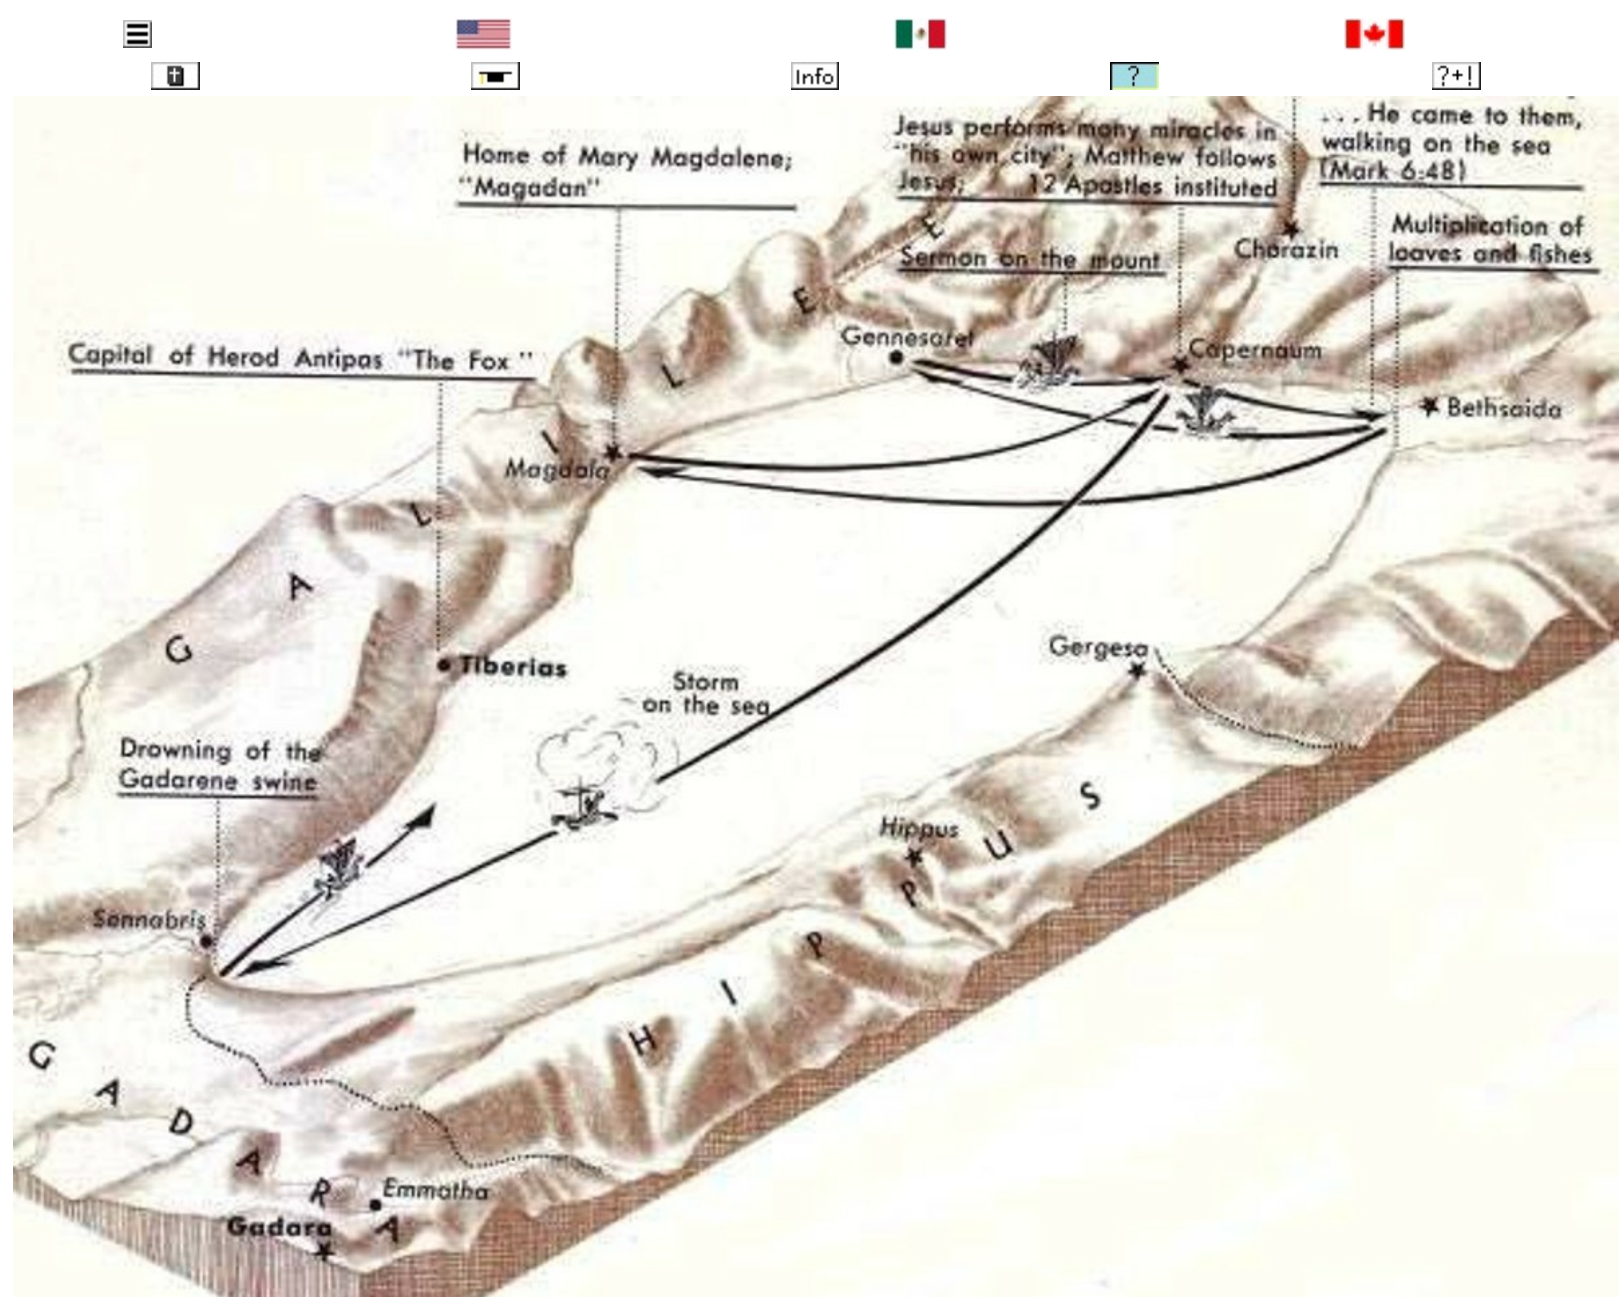 Info
?
?+!
Jesus performs many miracles in
"his own city"; Matthew follows
Jesus; 12 Apostles instituted
... He came to them,
walking on the sea
(Mark 6:48)
Home of Mary Magdalene;
"Magadan"
Multiplication of
loaves and fishes
Chorazin
Sermon on the mount
Capital of Herod Antipas "The Fox"
Gennesaret
Capernaum
Bethsaida
Magdala
GALILEE
Tiberias
Gergesa
Storm
on the sea
Drowning of the
Gadarene swine
Hippus
HIPPUS
Sennabris
GADARA
Emmatha
Gadara